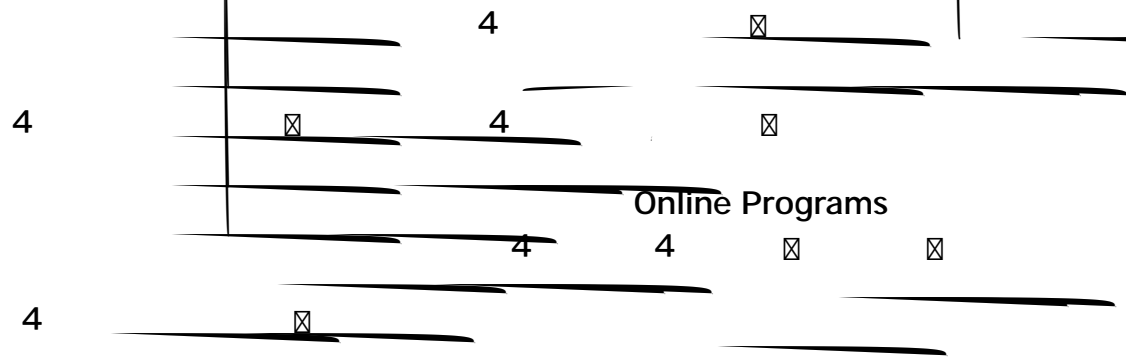 4 ☒
4 ☒ 4 ☒
Online Programs
4 4 ☒ ☒
4 ☒